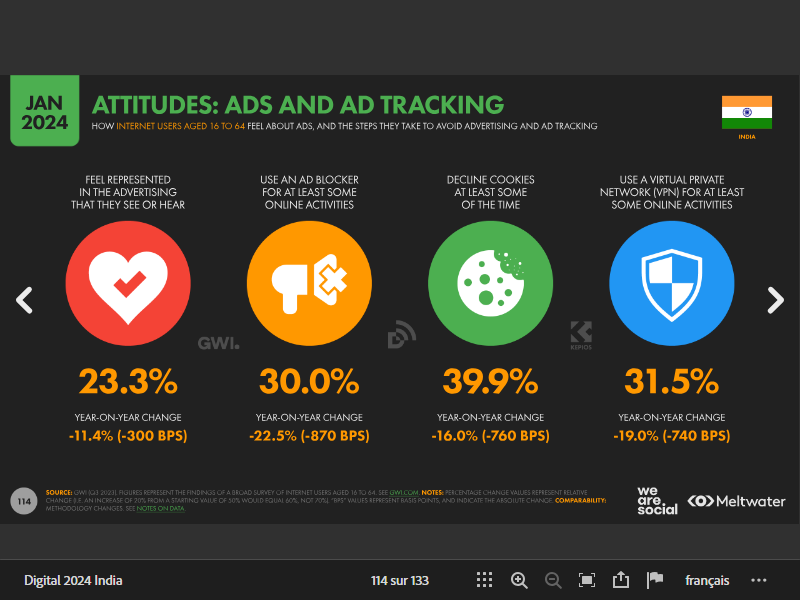 JAN
2024
ATTITUDES: ADS AND AD TRACKING
HOW INTERNET USERS AGED 16 TO 64 FEEL ABOUT ADS, AND THE STEPS THEY TAKE TO AVOID ADVERTISING AND AD TRACKING
INDIA
FEEL REPRESENTED
IN THE ADVERTISING
THAT THEY SEE OR HEAR
USE AN AD BLOCKER
FOR AT LEAST SOME
ONLINE ACTIVITIES
DECLINE COOKIES
AT LEAST SOME
OF THE TIME
USE A VIRTUAL PRIVATE
NETWORK (VPN) FOR AT LEAST
SOME ONLINE ACTIVITIES
GWI.
KEPIOS
23.3%
30.0%
39.9%
31.5%
YEAR-ON-YEAR CHANGE
-11.4% (-300 BPS)
YEAR-ON-YEAR CHANGE
-22.5% (-870 BPS)
YEAR-ON-YEAR CHANGE
-16.0% (-760 BPS)
YEAR-ON-YEAR CHANGE
-19.0% (-740 BPS)
114
SOURCE: GWI (Q3 2023). FIGURES REPRESENT THE FINDINGS OF A BROAD SURVEY OF INTERNET USERS AGED 16 TO 64. SEE GWI.COM. NOTES: PERCENTAGE CHANGE VALUES REPRESENT RELATIVE
CHANGE (I.E. AN INCREASE OF 20% FROM A STARTING VALUE OF 50% WOULD EQUAL 60%, NOT 70%). "BPS" VALUES REPRESENT BASIS POINTS, AND INDICATE THE ABSOLUTE CHANGE. COMPARABILITY:
METHODOLOGY CHANGES. SEE NOTES ON DATA.
we
are.
social
Meltwater
Digital 2024 India
114 sur 133
français